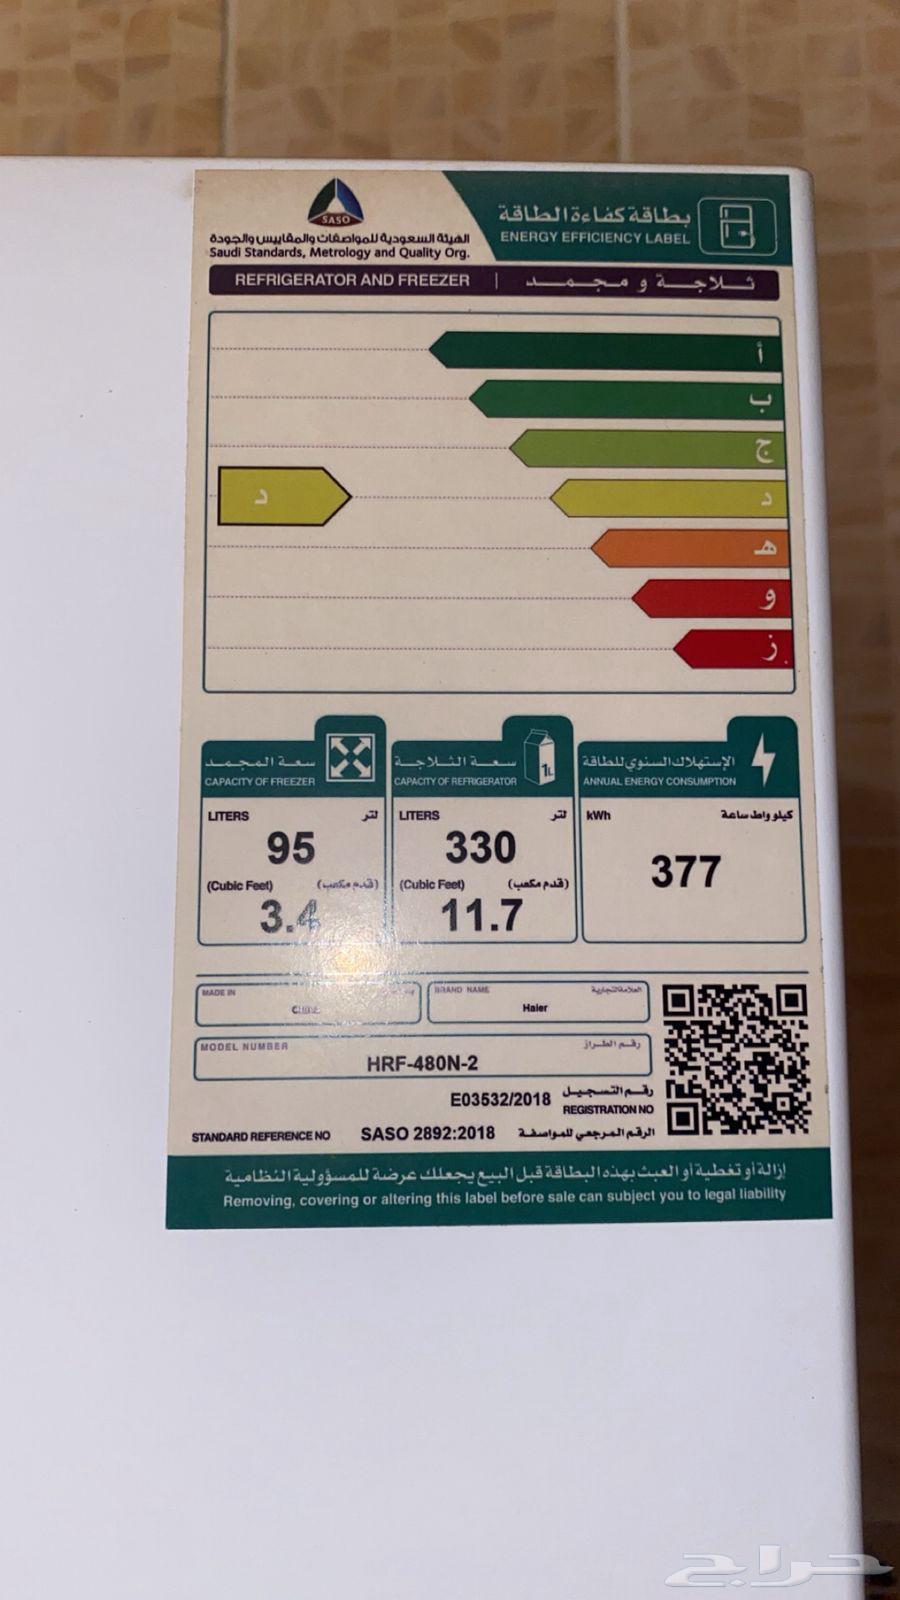 SASO
الهيئة السعودية للمواصفات والمقاييس والجودة
Saudi Standards, Metrology and Quality Org.
بطاقة كفاءة الطاقة
ENERGY EFFICIENCY LABEL
REFRIGERATOR AND FREEZER | ثلاجة و مجمد
أ
ب
ج
د
د
هـ
و
ز
سعة المجمد
CAPACITY OF FREEZER
LITERS لتر
95
(Cubic Feet) (قدم مكعب)
3.4
سعة الثلاجة
CAPACITY OF REFRIGERATOR
1L
LITERS لتر
330
(Cubic Feet) (قدم مكعب)
11.7
الإستهلاك السنوي للطاقة
ANNUAL ENERGY CONSUMPTION
kWh كيلو واط ساعة
377
MADE IN
BRAND NAME العلامة التجارية
Haier
MODEL NUMBER رقم الطراز
HRF-480N-2
E03532/2018 رقم التسجيل
REGISTRATION NO
STANDARD REFERENCE NO SASO 2892:2018 الرقم المرجعي للمواصفة
إزالة أو تغطية أو العبث بهذه البطاقة قبل البيع يجعلك عرضة للمسؤولية النظامية
Removing, covering or altering this label before sale can subject you to legal liability
حراج